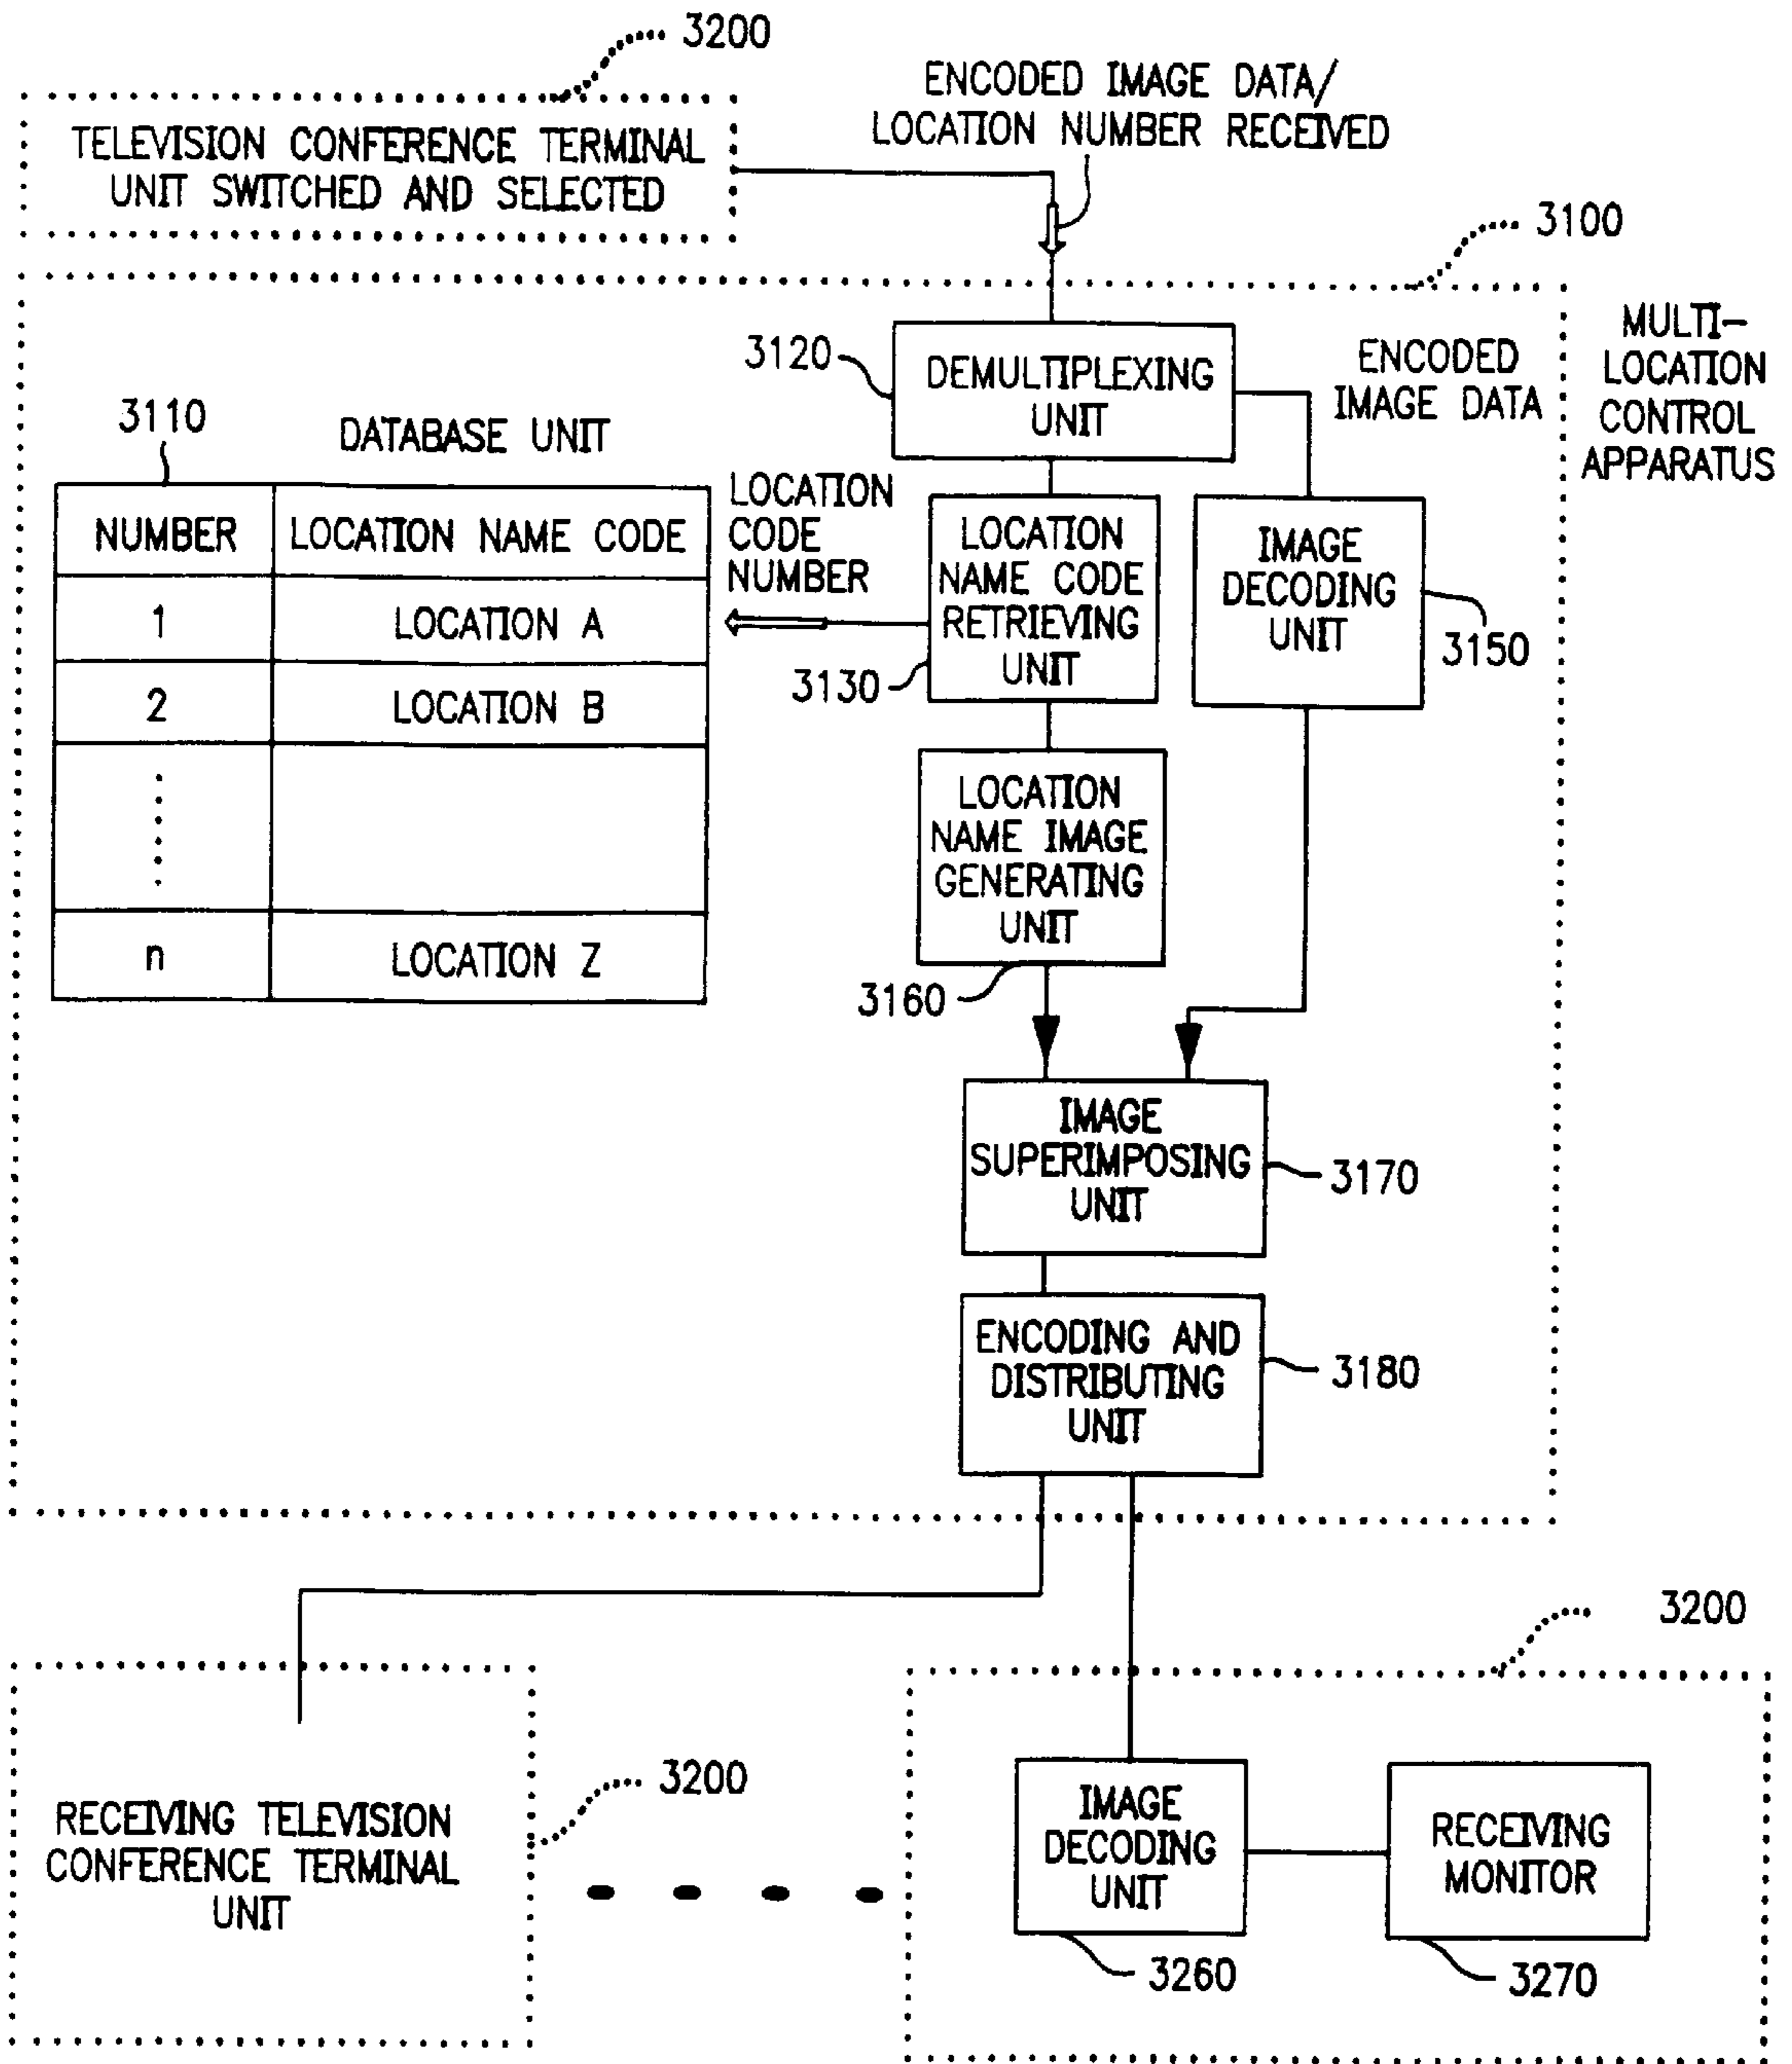 3200
ENCODED IMAGE DATA/
LOCATION NUMBER RECEIVED
TELEVISION CONFERENCE TERMINAL
UNIT SWITCHED AND SELECTED
3100
MULTI-
LOCATION
CONTROL
APPARATUS
3120
DEMULTIPLEXING
UNIT
ENCODED
IMAGE DATA
3110
DATABASE UNIT
NUMBER
LOCATION NAME CODE
1
LOCATION A
2
LOCATION B
n
LOCATION Z
LOCATION
CODE
NUMBER
LOCATION
NAME CODE
RETRIEVING
UNIT
3130
IMAGE
DECODING
UNIT
3150
LOCATION
NAME IMAGE
GENERATING
UNIT
3160
IMAGE
SUPERIMPOSING
UNIT
3170
ENCODING AND
DISTRIBUTING
UNIT
3180
3200
RECEIVING TELEVISION
CONFERENCE TERMINAL
UNIT
3200
IMAGE
DECODING
UNIT
3260
RECEIVING
MONITOR
3270